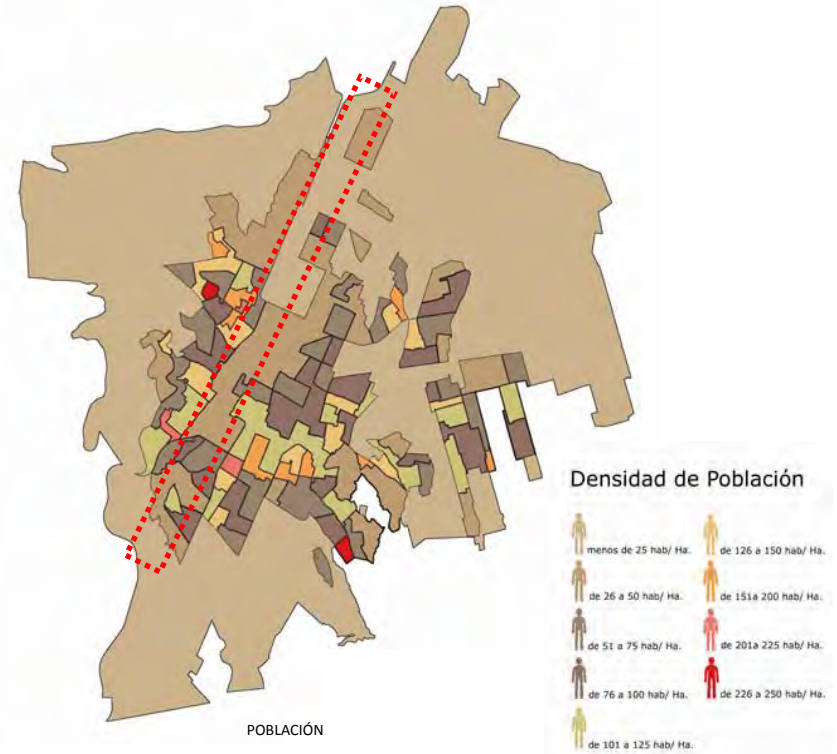 Densidad de Población
menos de 25 hab/ Ha.
de 26 a 50 hab/ Ha.
de 51 a 75 hab/ Ha.
de 76 a 100 hab/ Ha.
de 101 a 125 hab/ Ha.
de 126 a 150 hab/ Ha.
de 151a 200 hab/ Ha.
de 201a 225 hab/ Ha.
de 226 a 250 hab/ Ha.
POBLACIÓN